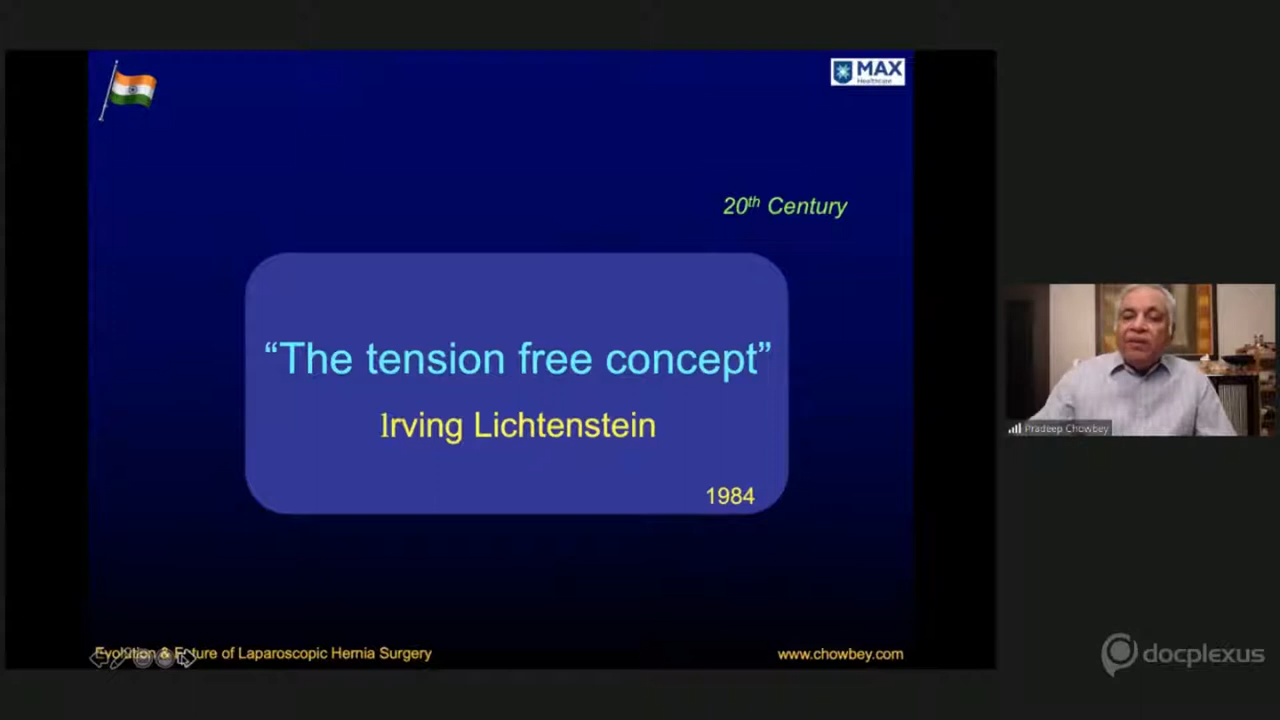 MAX
Healthcare
20th Century
“The tension free concept”
Irving Lichtenstein
1984
Evolution & Future of Laparoscopic Hernia Surgery
www.chowbey.com
Pradeep Chowbey
docplexus